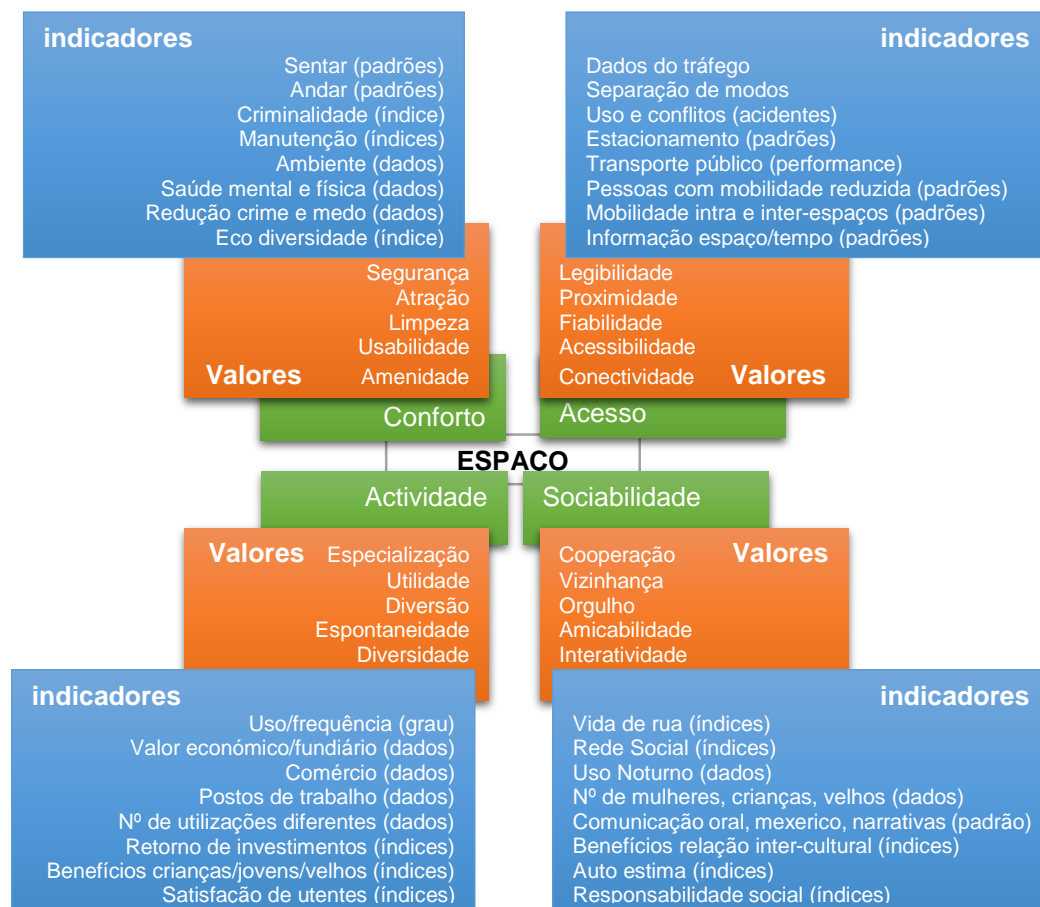 indicadores
Sentar (padrões)
Andar (padrões)
Criminalidade (índice)
Manutenção (índices)
Ambiente (dados)
Saúde mental e física (dados)
Redução crime e medo (dados)
Eco diversidade (índice)
indicadores
Dados do tráfego
Separação de modos
Uso e conflitos (acidentes)
Estacionamento (padrões)
Transporte público (performance)
Pessoas com mobilidade reduzida (padrões)
Mobilidade intra e inter-espaços (padrões)
Informação espaço/tempo (padrões)
Segurança
Atração
Limpeza
Usabilidade
Valores Amenidade
Legibilidade
Proximidade
Fiabilidade
Acessibilidade
Conectividade Valores
Conforto
Acesso
ESPAÇO
Actividade
Sociabilidade
Valores Especialização
Utilidade
Diversão
Espontaneidade
Diversidade
Cooperação Valores
Vizinhança
Orgulho
Amicabilidade
Interatividade
indicadores
Uso/frequência (grau)
Valor económico/fundiário (dados)
Comércio (dados)
Postos de trabalho (dados)
Nº de utilizações diferentes (dados)
Retorno de investimentos (índices)
Benefícios crianças/jovens/velhos (índices)
Satisfação de utentes (índices)
indicadores
Vida de rua (índices)
Rede Social (índices)
Uso Noturno (dados)
Nº de mulheres, crianças, velhos (dados)
Comunicação oral, mexerico, narrativas (padrão)
Benefícios relação inter-cultural (índices)
Auto estima (índices)
Responsabilidade social (índices)